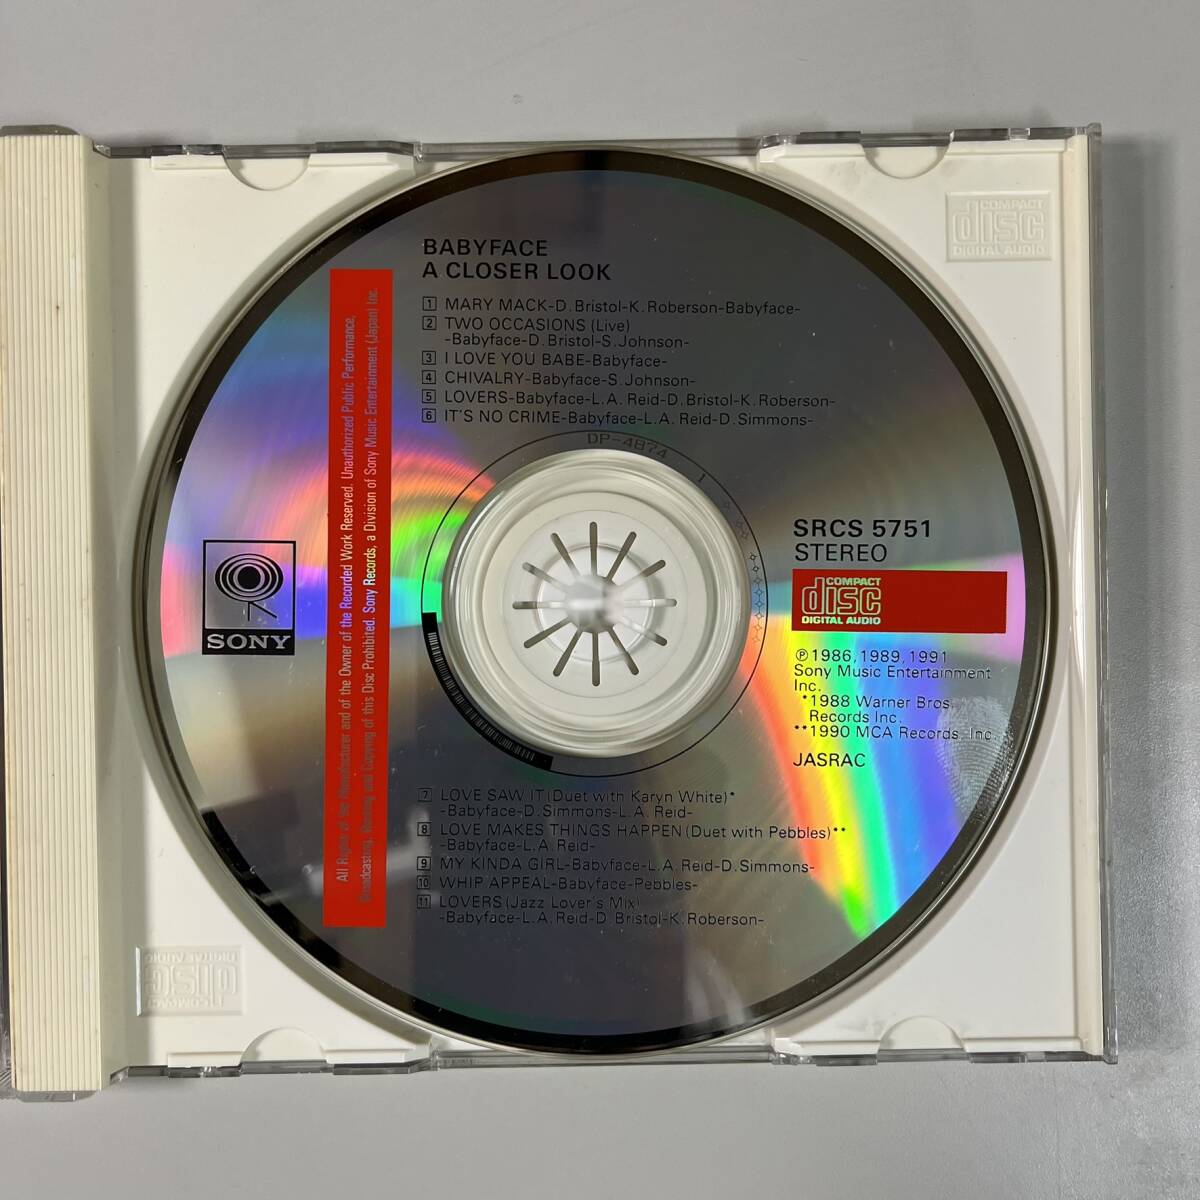 BABYFACE
A CLOSER LOOK
1 MARY MACK-D. Bristol-K. Roberson-Babyface-
2 TWO OCCASIONS (Live)
-Babyface-D. Bristol-S. Johnson-
3 I LOVE YOU BABE-Babyface-
4 CHIVALRY-Babyface-S. Johnson-
5 LOVERS-Babyface-L.A. Reid-D. Bristol-K. Roberson-
6 IT'S NO CRIME-Babyface-L.A. Reid-D. Simmons-
DP-4874 1
SRCS 5751
STEREO
COMPACT
disc
DIGITAL AUDIO
Ⓟ1986, 1989, 1991
Sony Music Entertainment
Inc.
*1988 Warner Bros.
Records Inc.
**1990 MCA Records, Inc.
JASRAC
7 LOVE SAW IT (Duet with Karyn White)*
-Babyface-D. Simmons-L.A. Reid-
8 LOVE MAKES THINGS HAPPEN (Duet with Pebbles)**
-Babyface-L.A. Reid-
9 MY KINDA GIRL-Babyface-L.A. Reid-D. Simmons-
10 WHIP APPEAL-Babyface-Pebbles-
11 LOVERS (Jazz Lover's Mix)
-Babyface-L.A. Reid-D. Bristol-K. Roberson-
SONY
All Rights of the Manufacturer and of the Owner of the Recorded Work Reserved. Unauthorized Public Performance,
Broadcasting, Renting and Copying of this Disc Prohibited. Sony Records, a Division of Sony Music Entertainment (Japan) Inc.
COMPACT
disc
DIGITAL AUDIO
COMPACT
disc
DIGITAL AUDIO